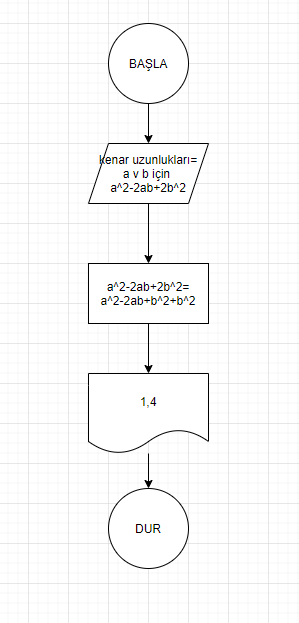 BAŞLA
kenar uzunlukları=
a v b için
a^2-2ab+2b^2
a^2-2ab+2b^2=
a^2-2ab+b^2+b^2
1,4
DUR